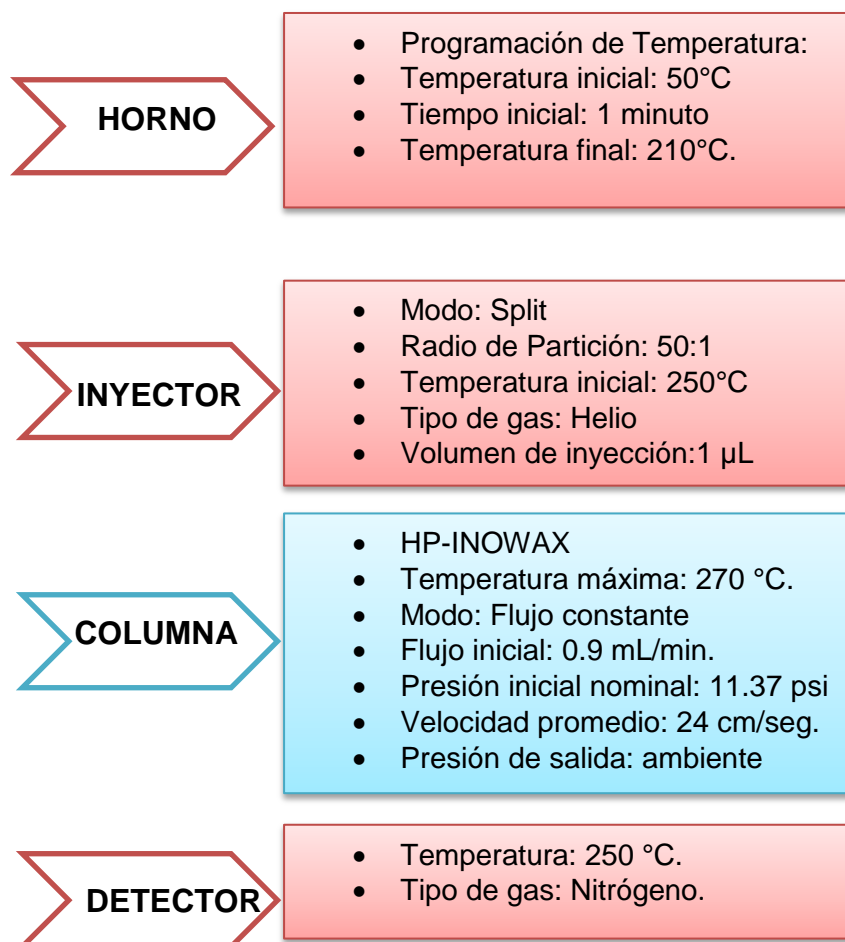 HORNO
• Programación de Temperatura:
• Temperatura inicial: 50°C
• Tiempo inicial: 1 minuto
• Temperatura final: 210°C.
INYECTOR
• Modo: Split
• Radio de Partición: 50:1
• Temperatura inicial: 250°C
• Tipo de gas: Helio
• Volumen de inyección:1 µL
COLUMNA
• HP-INOWAX
• Temperatura máxima: 270 °C.
• Modo: Flujo constante
• Flujo inicial: 0.9 mL/min.
• Presión inicial nominal: 11.37 psi
• Velocidad promedio: 24 cm/seg.
• Presión de salida: ambiente
DETECTOR
• Temperatura: 250 °C.
• Tipo de gas: Nitrógeno.